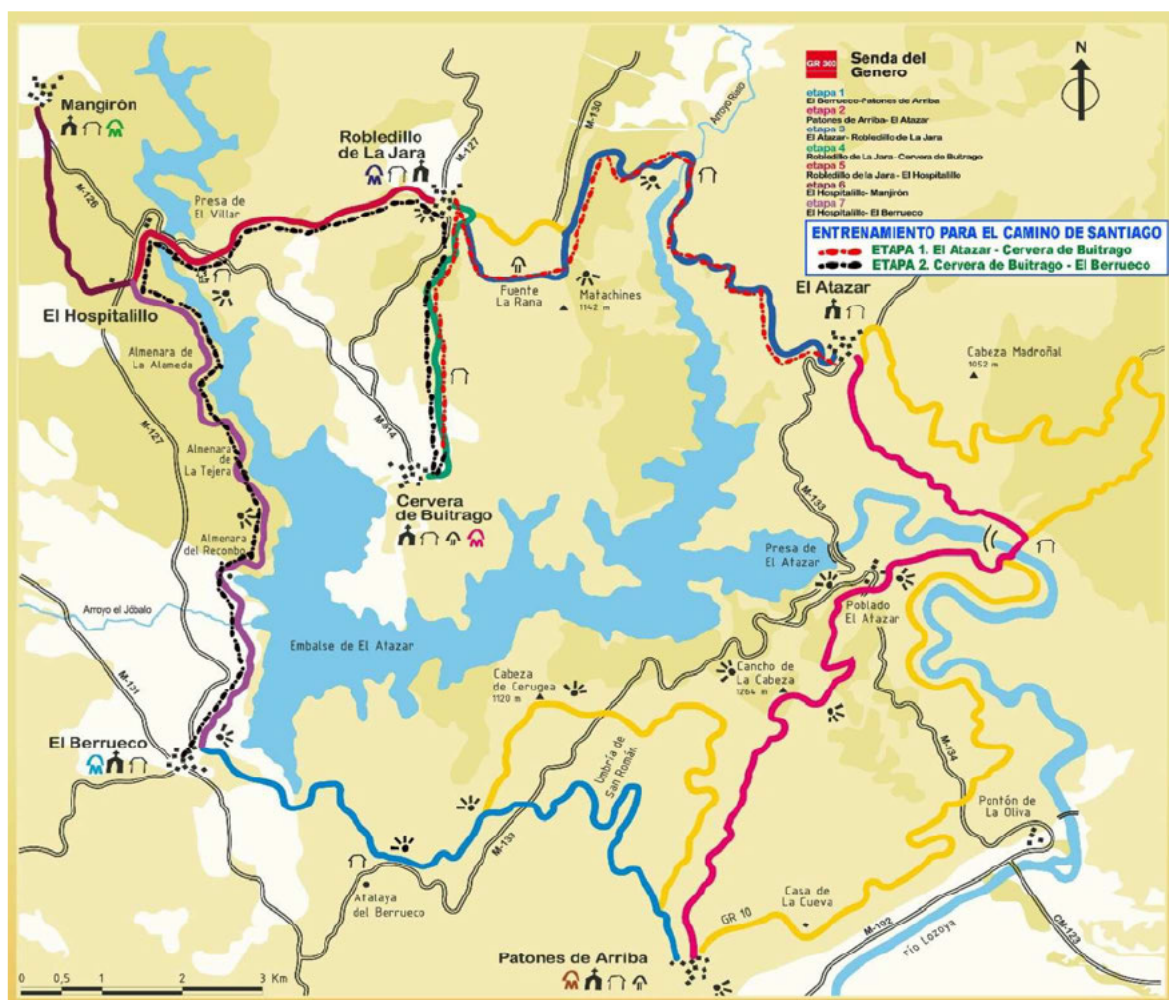 GR 303
Senda del
Genero
etapa 1
El Berrueco-Patones de Arriba
etapa 2
Patones de Arriba- El Atazar
etapa 3
El Atazar- Robledillo de La Jara
etapa 4
Robledillo de La Jara-Cervera de Buitrago
etapa 5
Robledillo de la Jara - El Hospitalillo
etapa 6
El Hospitalillo- Manjirón
etapa 7
El Hospitalillo- El Berrueco
ENTRENAMIENTO PARA EL CAMINO DE SANTIAGO
ETAPA 1. El Atazar - Cervera de Buitrago
ETAPA 2. Cervera de Buitrago - El Berrueco
N
Mangirón
M-126
Presa de
El Villar
Robledillo
de La Jara
M-127
M-130
Arroyo
El Hospitalillo
Fuente
La Rana
Matachines
1142 m
El Atazar
Cabeza Madroñal
1052 m
Almenara de
La Alameda
M-127
M-914
Almenara
de
La Tejera
Cervera
de Buitrago
M-133
Almenara
del Recombo
Presa de
El Atazar
Arroyo el Jóbalo
Poblado
El Atazar
Embalse de El Atazar
M-131
Cabeza
de Cerugea
1120 m
Cancho de
La Cabeza
1264 m
El Berrueco
Umbría de
San Román
M-134
Pontón de
La Oliva
M-133
Atalaya
del Berrueco
Casa de
La Cueva
GR 10
M-102
río Lozoya
CM-123
Patones de Arriba
0 0,5 1 2 3 Km